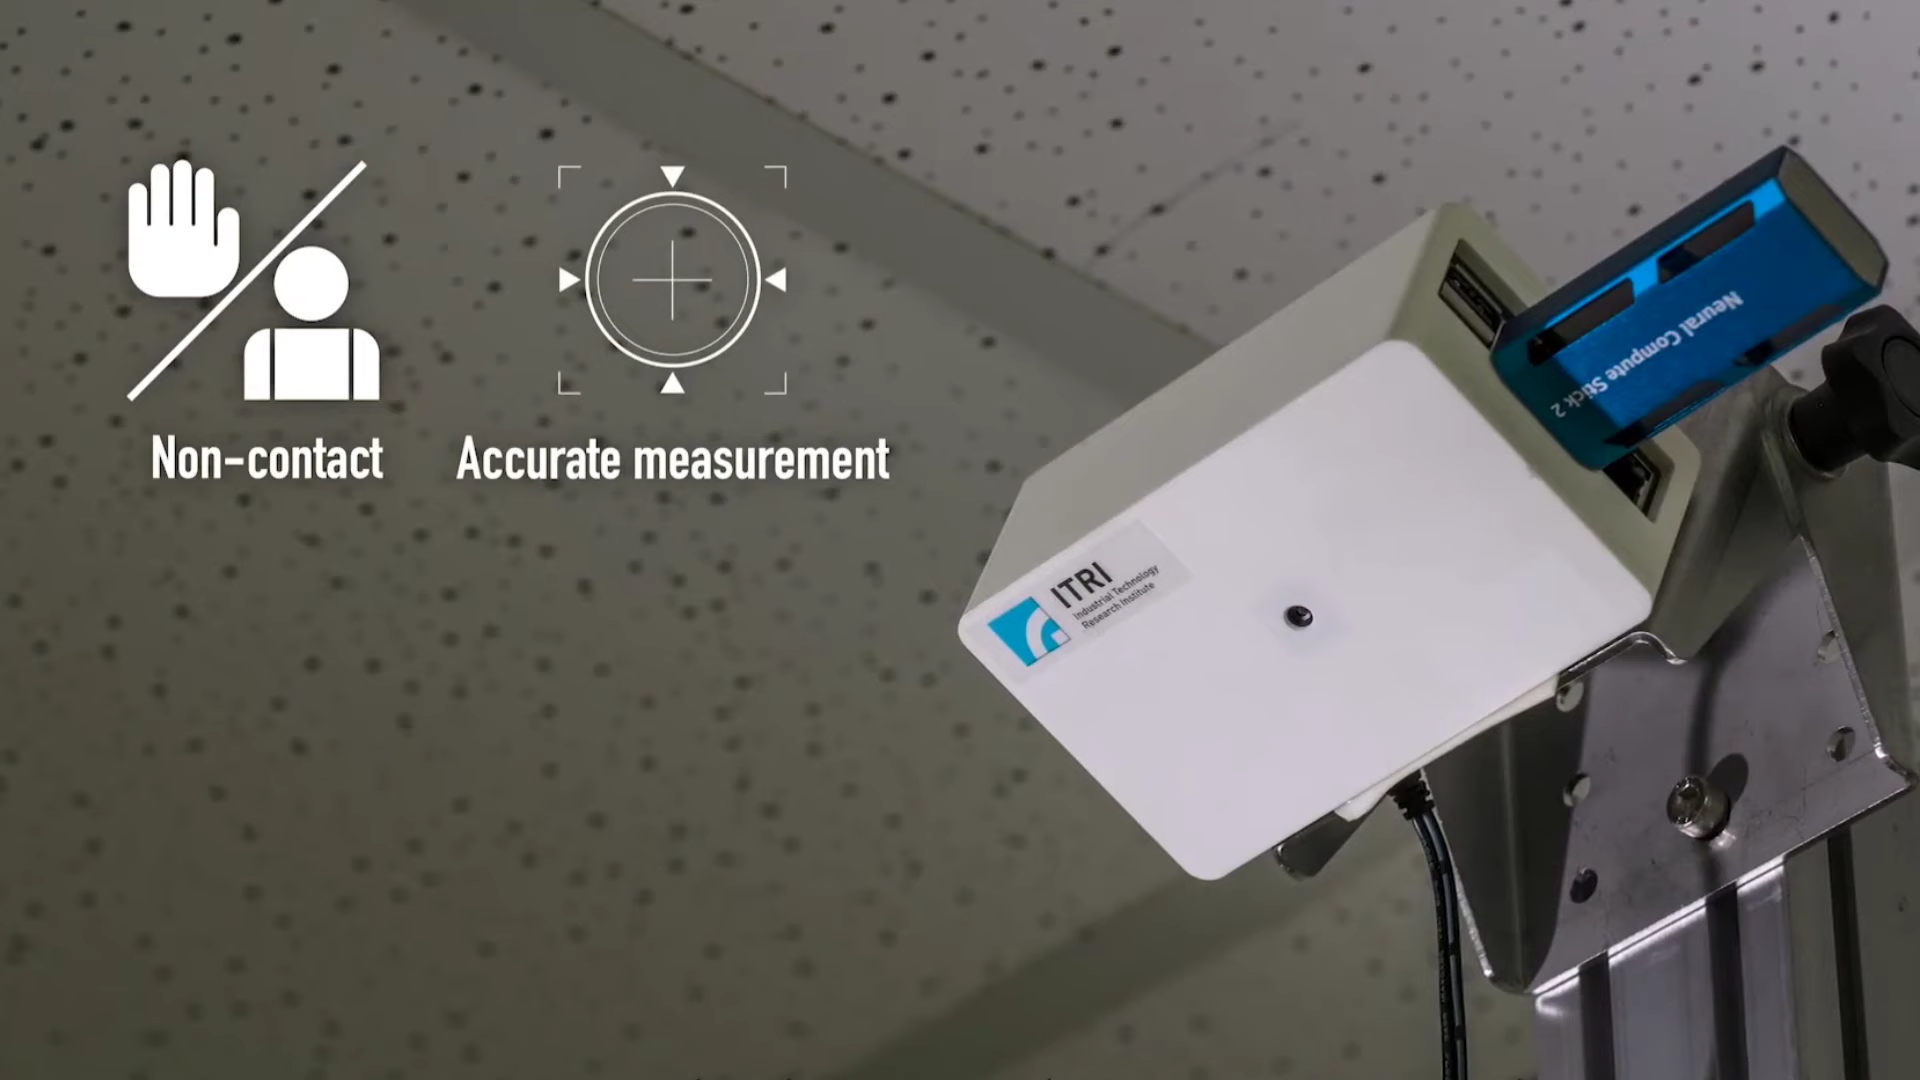 Non-contact
Accurate measurement
Neural Compute Stick 2
ITRI
Industrial Technology
Research Institute